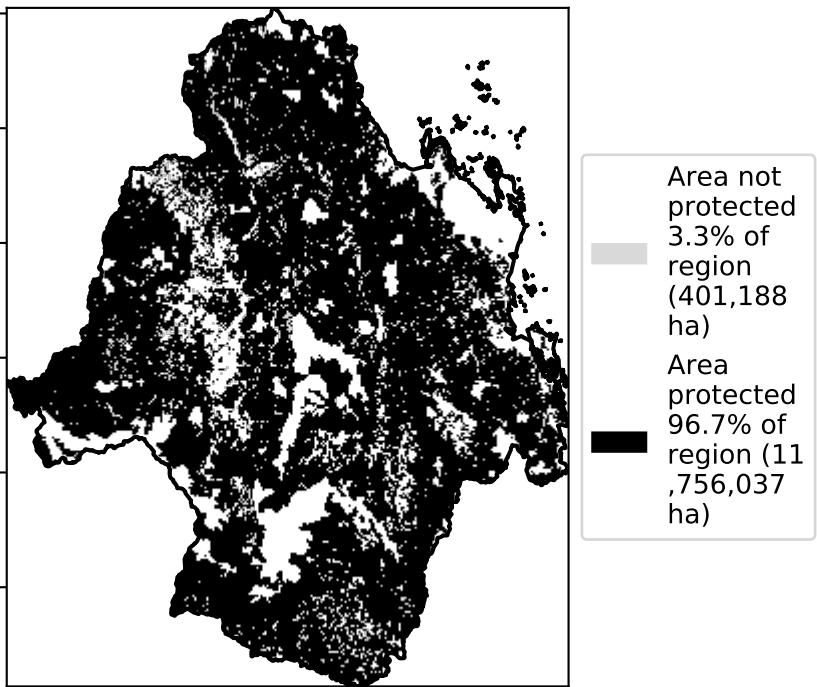 Area not
protected
3.3% of
region
(401,188
ha)
Area
protected
96.7% of
region (11
,756,037
ha)